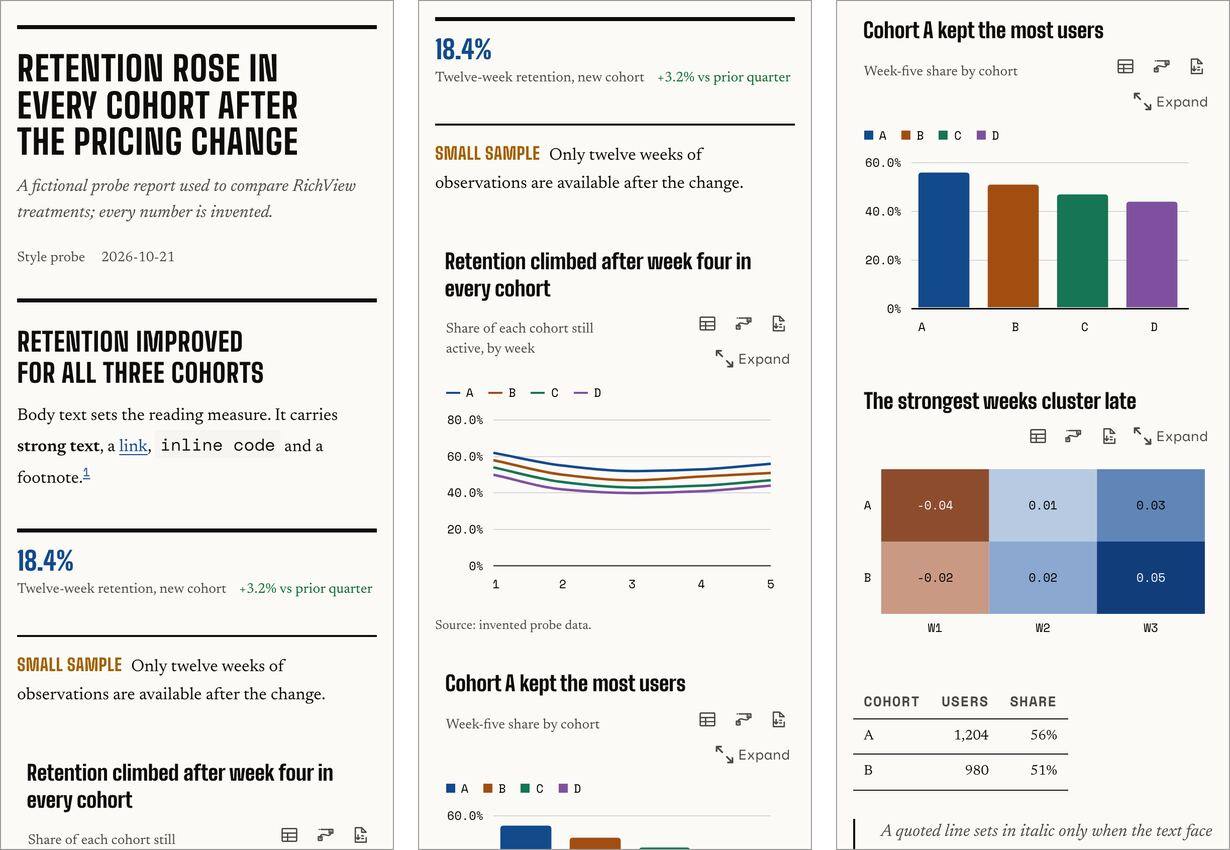 RETENTION ROSE IN
EVERY COHORT AFTER
THE PRICING CHANGE
A fictional probe report used to compare RichView
treatments; every number is invented.
Style probe 2026-10-21
RETENTION IMPROVED
FOR ALL THREE COHORTS
Body text sets the reading measure. It carries
strong text, a link, inline code and a
footnote.1
18.4%
Twelve-week retention, new cohort +3.2% vs prior quarter
SMALL SAMPLE Only twelve weeks of
observations are available after the change.
Retention climbed after week four in
every cohort
Share of each cohort still
18.4%
Twelve-week retention, new cohort +3.2% vs prior quarter
SMALL SAMPLE Only twelve weeks of
observations are available after the change.
Retention climbed after week four in
every cohort
Share of each cohort still
active, by week
Expand
A B C D
80.0%
60.0%
40.0%
20.0%
0%
1 2 3 4 5
Source: invented probe data.
Cohort A kept the most users
Week-five share by cohort
Expand
A B C D
60.0%
Cohort A kept the most users
Week-five share by cohort
Expand
A B C D
60.0%
40.0%
20.0%
0%
A B C D
The strongest weeks cluster late
Expand
A -0.04 0.01 0.03
B -0.02 0.02 0.05
W1 W2 W3
COHORT USERS SHARE
A 1,204 56%
B 980 51%
A quoted line sets in italic only when the text face